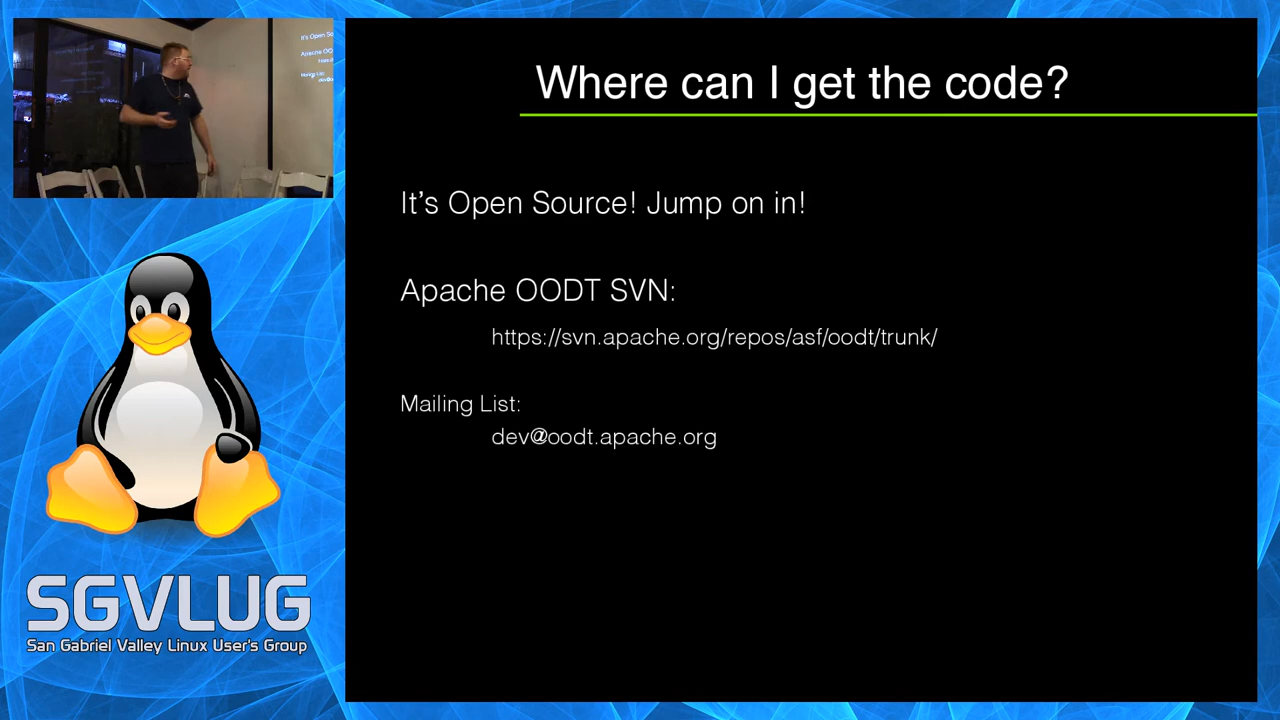 Where can I get the code?
It's Open Source! Jump on in!
Apache OODT SVN:
https://svn.apache.org/repos/asf/oodt/trunk/
Mailing List:
dev@oodt.apache.org
SGVLUG
San Gabriel Valley Linux User's Group